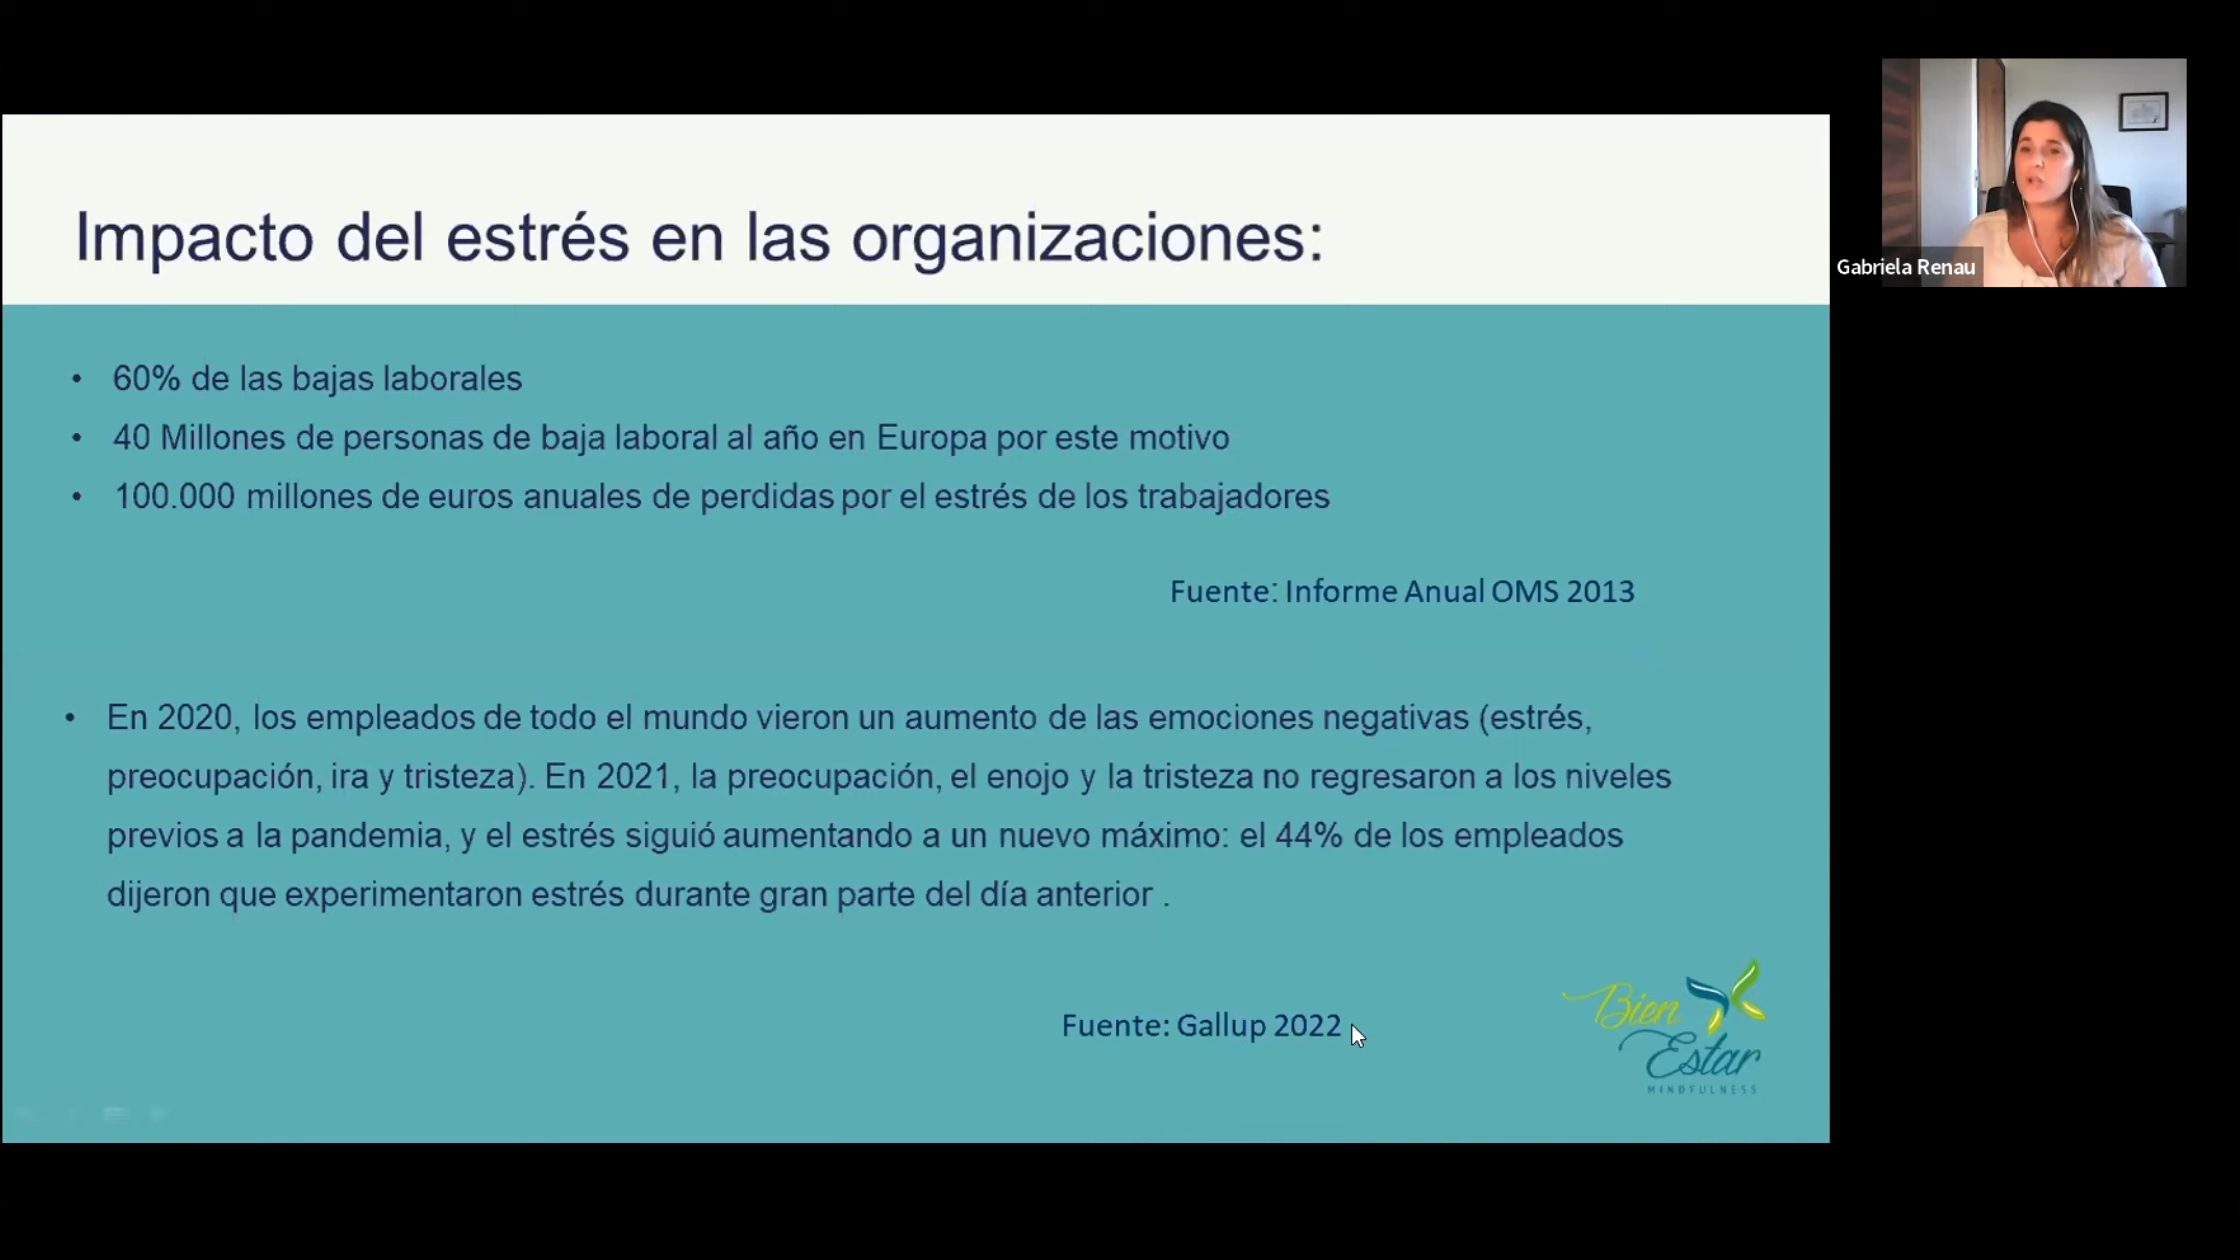 Impacto del estrés en las organizaciones:
Gabriela Renau
• 60% de las bajas laborales
• 40 Millones de personas de baja laboral al año en Europa por este motivo
• 100.000 millones de euros anuales de perdidas por el estrés de los trabajadores
Fuente: Informe Anual OMS 2013
• En 2020, los empleados de todo el mundo vieron un aumento de las emociones negativas (estrés,
preocupación, ira y tristeza). En 2021, la preocupación, el enojo y la tristeza no regresaron a los niveles
previos a la pandemia, y el estrés siguió aumentando a un nuevo máximo: el 44% de los empleados
dijeron que experimentaron estrés durante gran parte del día anterior .
Fuente: Gallup 2022
Bien
Estar
MINDFULNESS